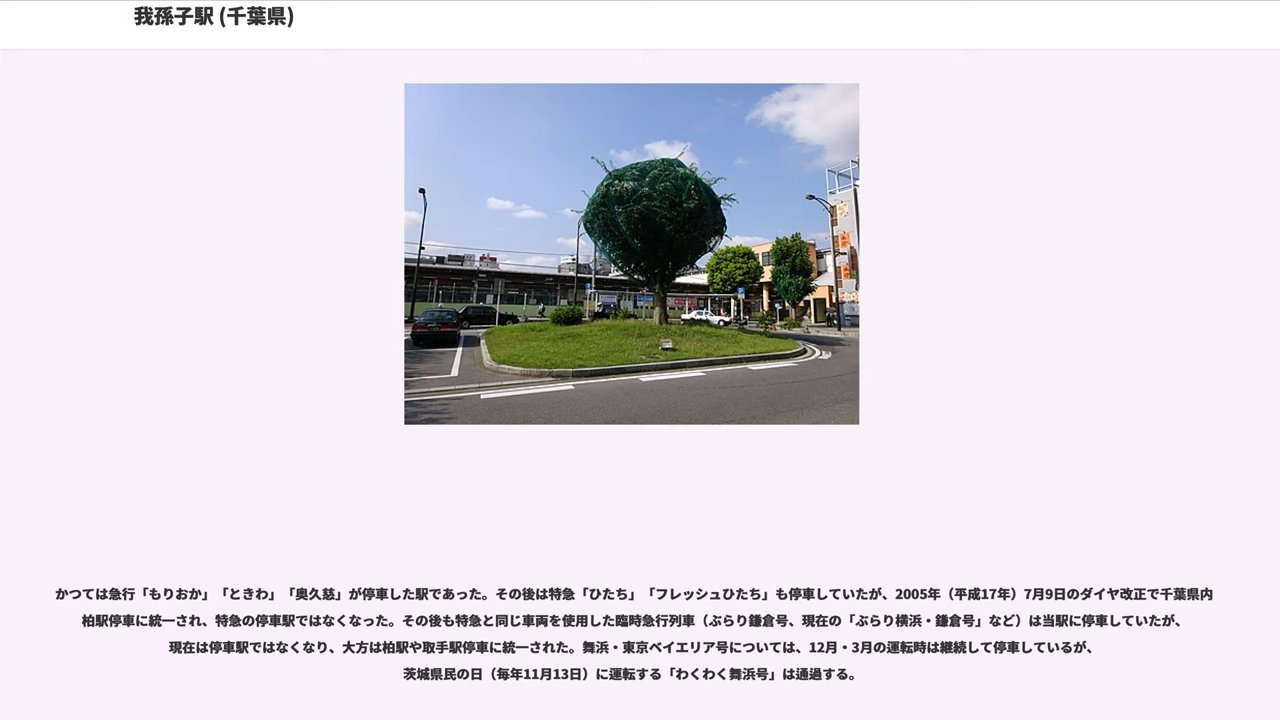 我孫子駅 (千葉県)
かつては急行「もりおか」「ときわ」「奥久慈」が停車した駅であった。その後は特急「ひたち」「フレッシュひたち」も停車していたが、2005年（平成17年）7月9日のダイヤ改正で千葉県内
柏駅停車に統一され、特急の停車駅ではなくなった。その後も特急と同じ車両を使用した臨時急行列車（ぶらり鎌倉号、現在の「ぶらり横浜・鎌倉号」など）は当駅に停車していたが、
現在は停車駅ではなくなり、大方は柏駅や取手駅停車に統一された。舞浜・東京ベイエリア号については、12月・3月の運転時は継続して停車しているが、
茨城県民の日（毎年11月13日）に運転する「わくわく舞浜号」は通過する。